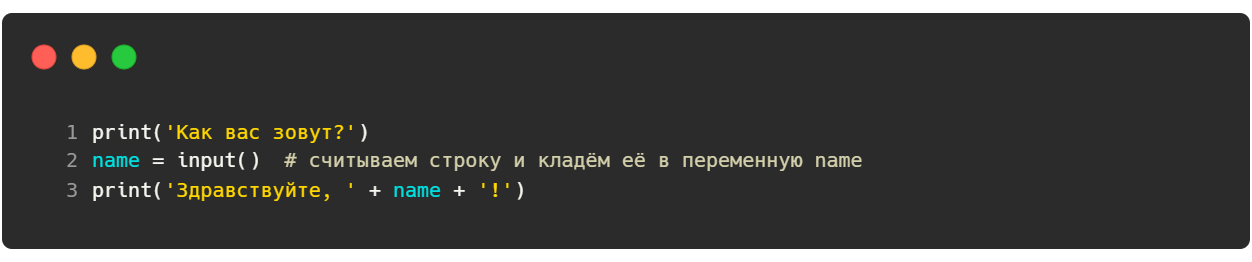 1 print('Как вас зовут?')
2 name = input()  # считываем строку и кладём её в переменную name
3 print('Здравствуйте, ' + name + '!')